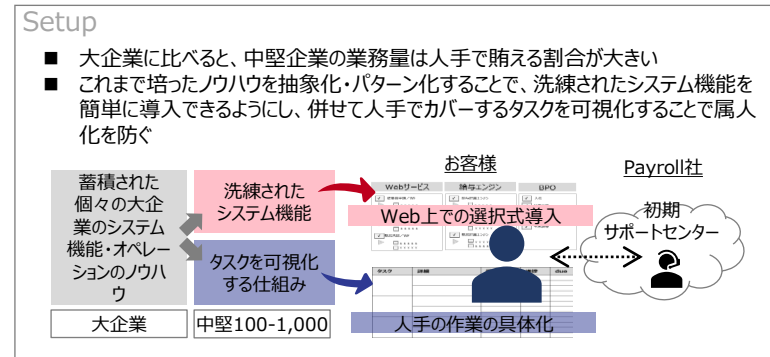 Setup
■ 大企業に比べると、中堅企業の業務量は人手で賄える割合が大きい
■ これまで培ったノウハウを抽象化・パターン化することで、洗練されたシステム機能を
簡単に導入できるようにし、併せて人手でカバーするタスクを可視化することで属人
化を防ぐ
蓄積された
個々の大企
業のシステム
機能・オペレー
ションのノウハ
ウ
大企業
洗練された
システム機能
タスクを可視化
する仕組み
中堅100-1,000
お客様
Webサービス 給与エンジン BPO
Web上での選択式導入
タスク 詳細 due
人手の作業の具体化
Payroll社
初期
サポートセンター